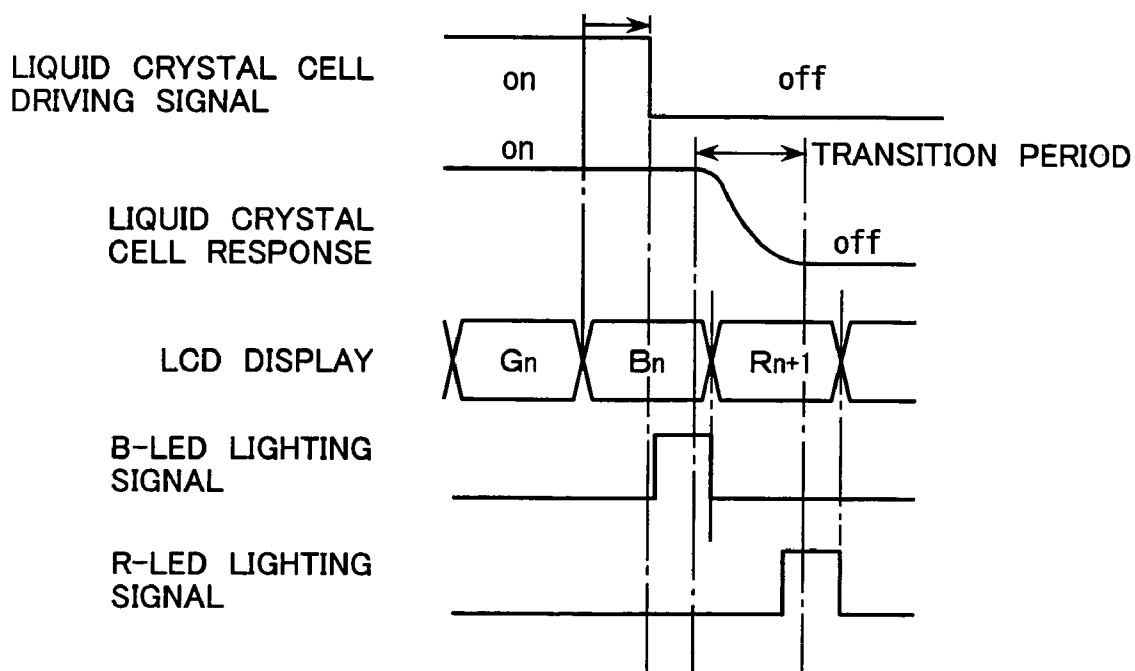 LIQUID CRYSTAL CELL
DRIVING SIGNAL
on
off
on
TRANSITION PERIOD
LIQUID CRYSTAL
CELL RESPONSE
off
LCD DISPLAY
Gn
Bn
Rn+1
B-LED LIGHTING
SIGNAL
R-LED LIGHTING
SIGNAL